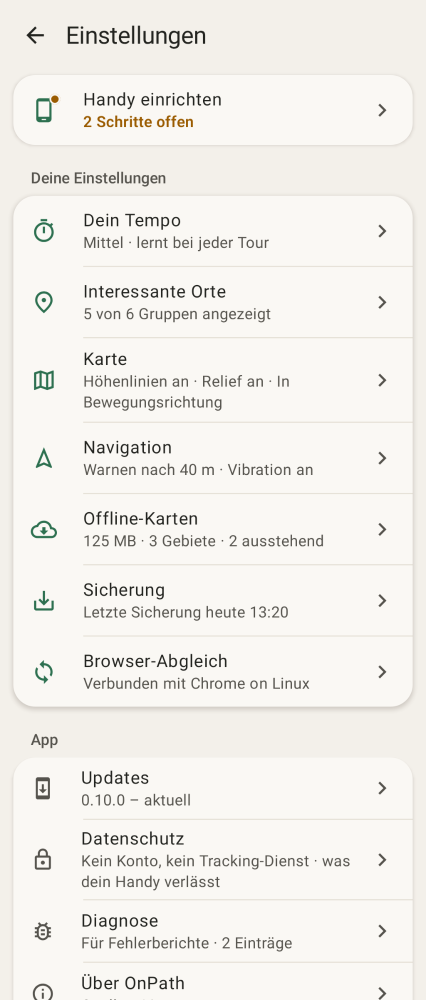 Einstellungen
Handy einrichten
2 Schritte offen
Deine Einstellungen
Dein Tempo
Mittel · lernt bei jeder Tour
Interessante Orte
5 von 6 Gruppen angezeigt
Karte
Höhenlinien an · Relief an · In
Bewegungsrichtung
Navigation
Warnen nach 40 m · Vibration an
Offline-Karten
125 MB · 3 Gebiete · 2 ausstehend
Sicherung
Letzte Sicherung heute 13:20
Browser-Abgleich
Verbunden mit Chrome on Linux
App
Updates
0.10.0 – aktuell
Datenschutz
Kein Konto, kein Tracking-Dienst · was
dein Handy verlässt
Diagnose
Für Fehlerberichte · 2 Einträge
Über OnPath